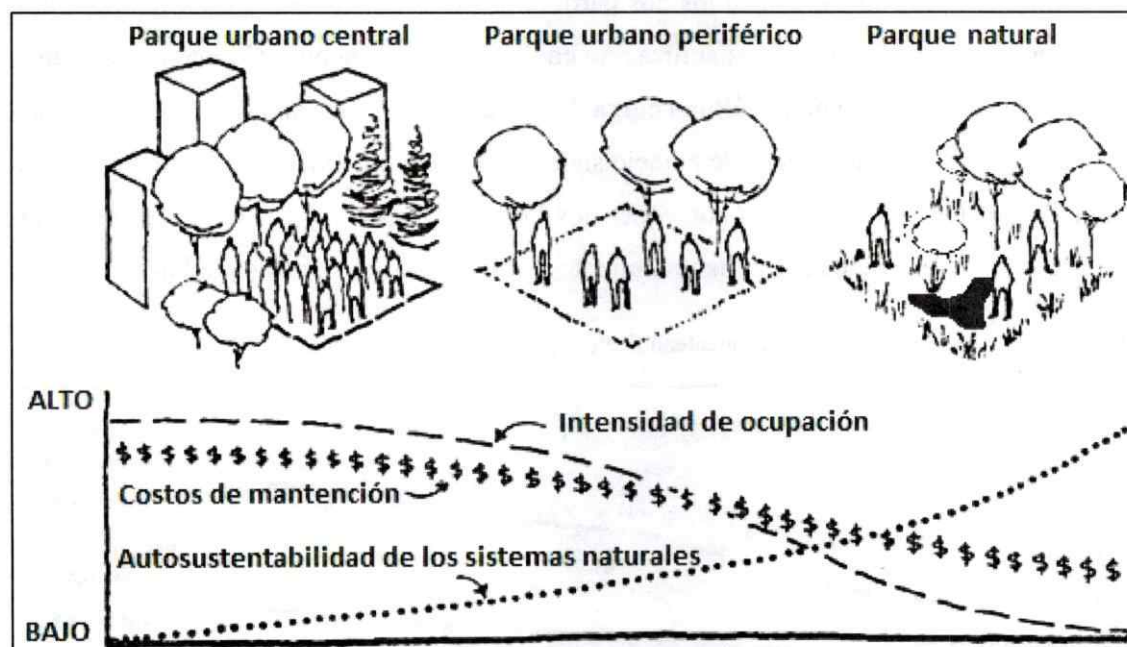 Parque urbano central
Parque urbano periférico
Parque natural
ALTO
Intensidad de ocupación
Costos de mantención
Autosustentabilidad de los sistemas naturales
BAJO